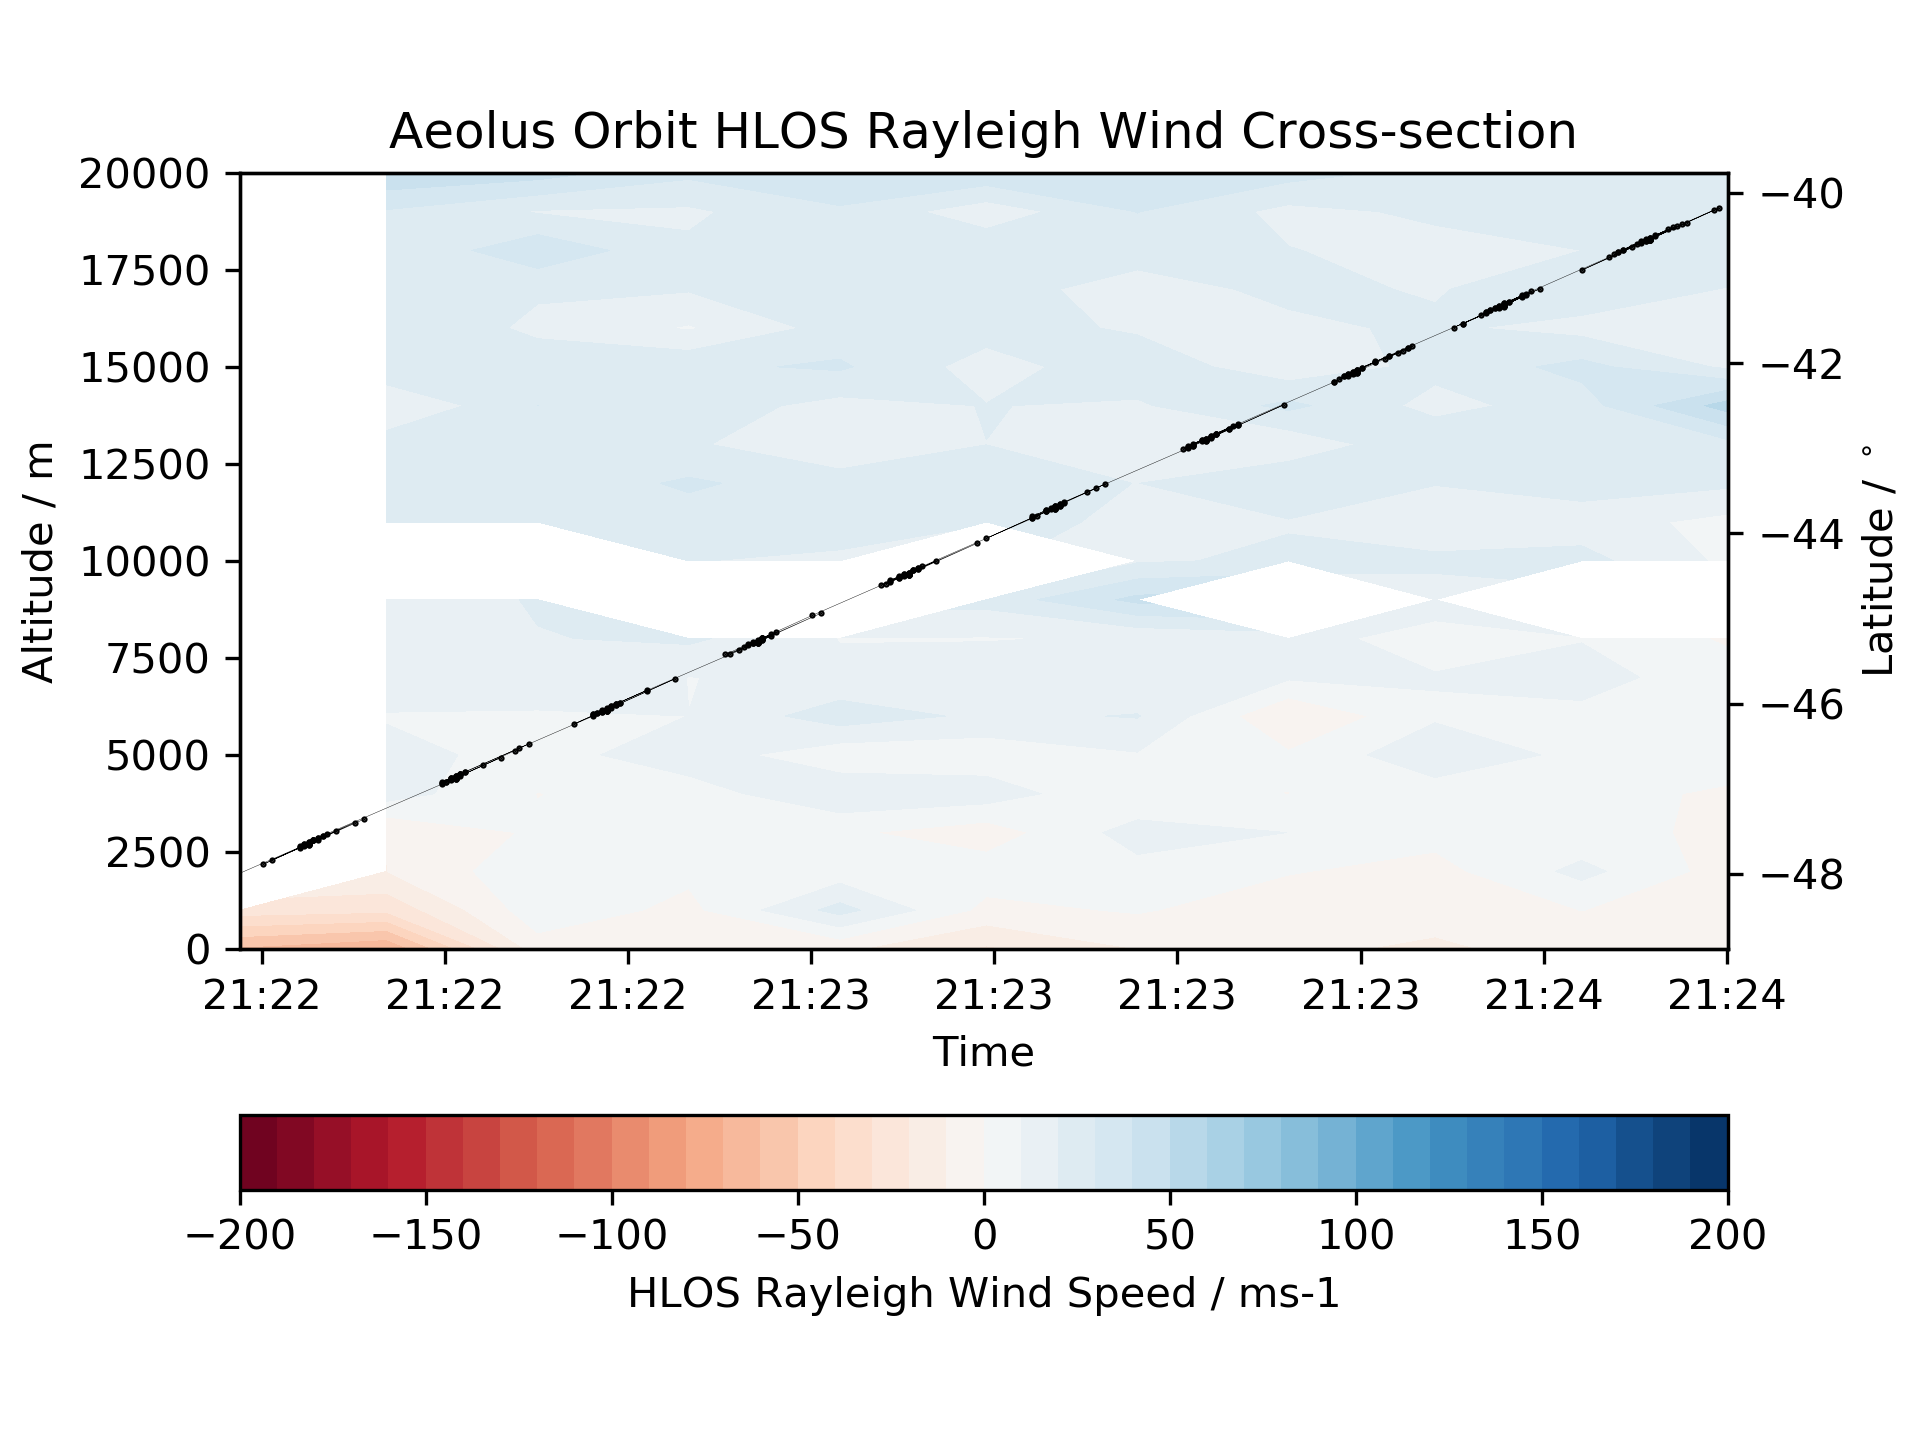 Aeolus Orbit HLOS Rayleigh Wind Cross-section
20000
17500
15000
12500
10000
7500
5000
2500
0
Altitude / m
−40
−42
−44
−46
−48
Latitude / °
21:22 21:22 21:22 21:23 21:23 21:23 21:23 21:24 21:24
Time
−200 −150 −100 −50 0 50 100 150 200
HLOS Rayleigh Wind Speed / ms-1